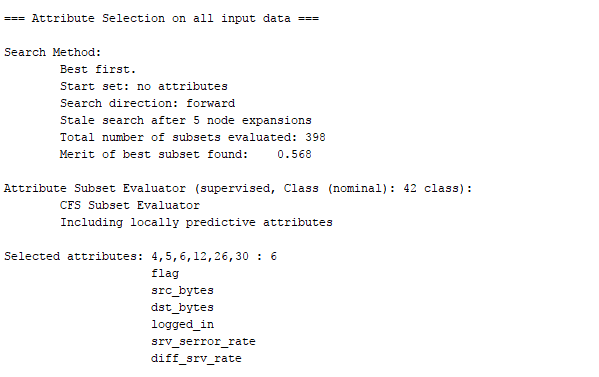 === Attribute Selection on all input data ===
Search Method:
Best first.
Start set: no attributes
Search direction: forward
Stale search after 5 node expansions
Total number of subsets evaluated: 398
Merit of best subset found:    0.568
Attribute Subset Evaluator (supervised, Class (nominal): 42 class):
CFS Subset Evaluator
Including locally predictive attributes
Selected attributes: 4,5,6,12,26,30 : 6
flag
src_bytes
dst_bytes
logged_in
srv_serror_rate
diff_srv_rate